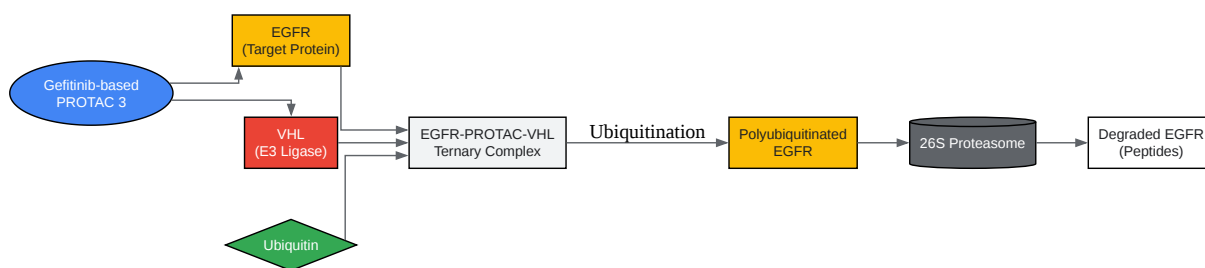 EGFR
(Target Protein)
Gefitinib-based
PROTAC 3
VHL
(E3 Ligase)
EGFR-PROTAC-VHL
Ternary Complex
Ubiquitination
Polyubiquitinated
EGFR
26S Proteasome
Degraded EGFR
(Peptides)
Ubiquitin